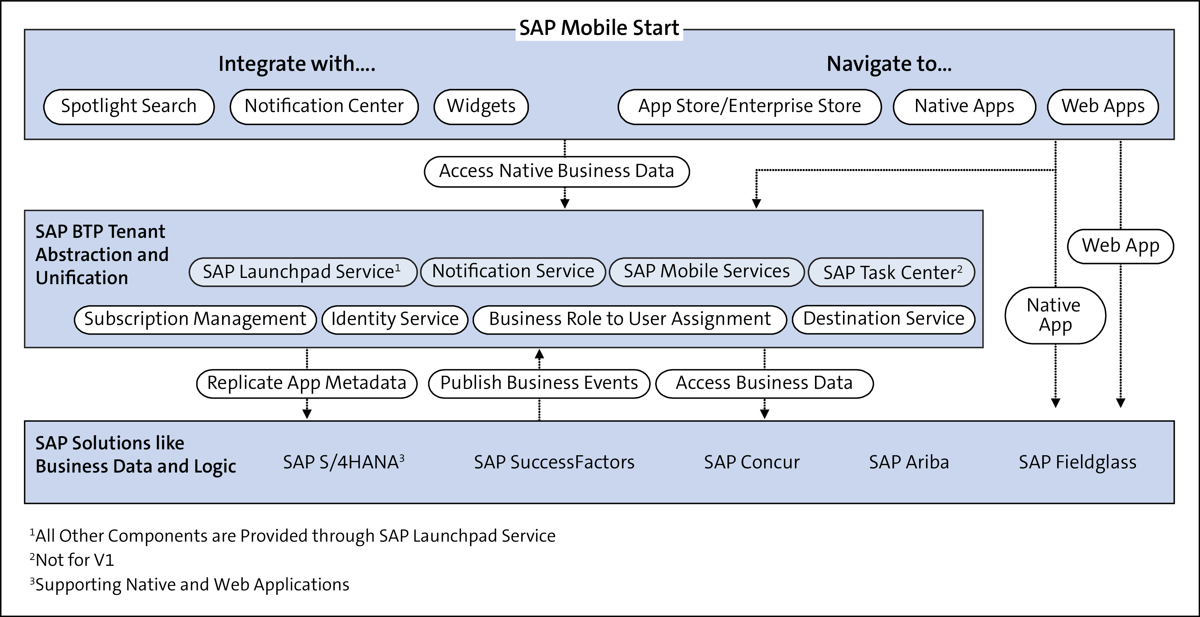 SAP Mobile Start
Integrate with....
Navigate to...
Spotlight Search
Notification Center
Widgets
App Store/Enterprise Store
Native Apps
Web Apps
Access Native Business Data
SAP BTP Tenant
Abstraction and
Unification
Web App
SAP Launchpad Service¹
Notification Service
SAP Mobile Services
SAP Task Center²
Subscription Management
Identity Service
Business Role to User Assignment
Destination Service
Native
App
Replicate App Metadata
Publish Business Events
Access Business Data
SAP Solutions like
Business Data and Logic
SAP S/4HANA³
SAP SuccessFactors
SAP Concur
SAP Ariba
SAP Fieldglass
¹All Other Components are Provided through SAP Launchpad Service
²Not for V1
³Supporting Native and Web Applications